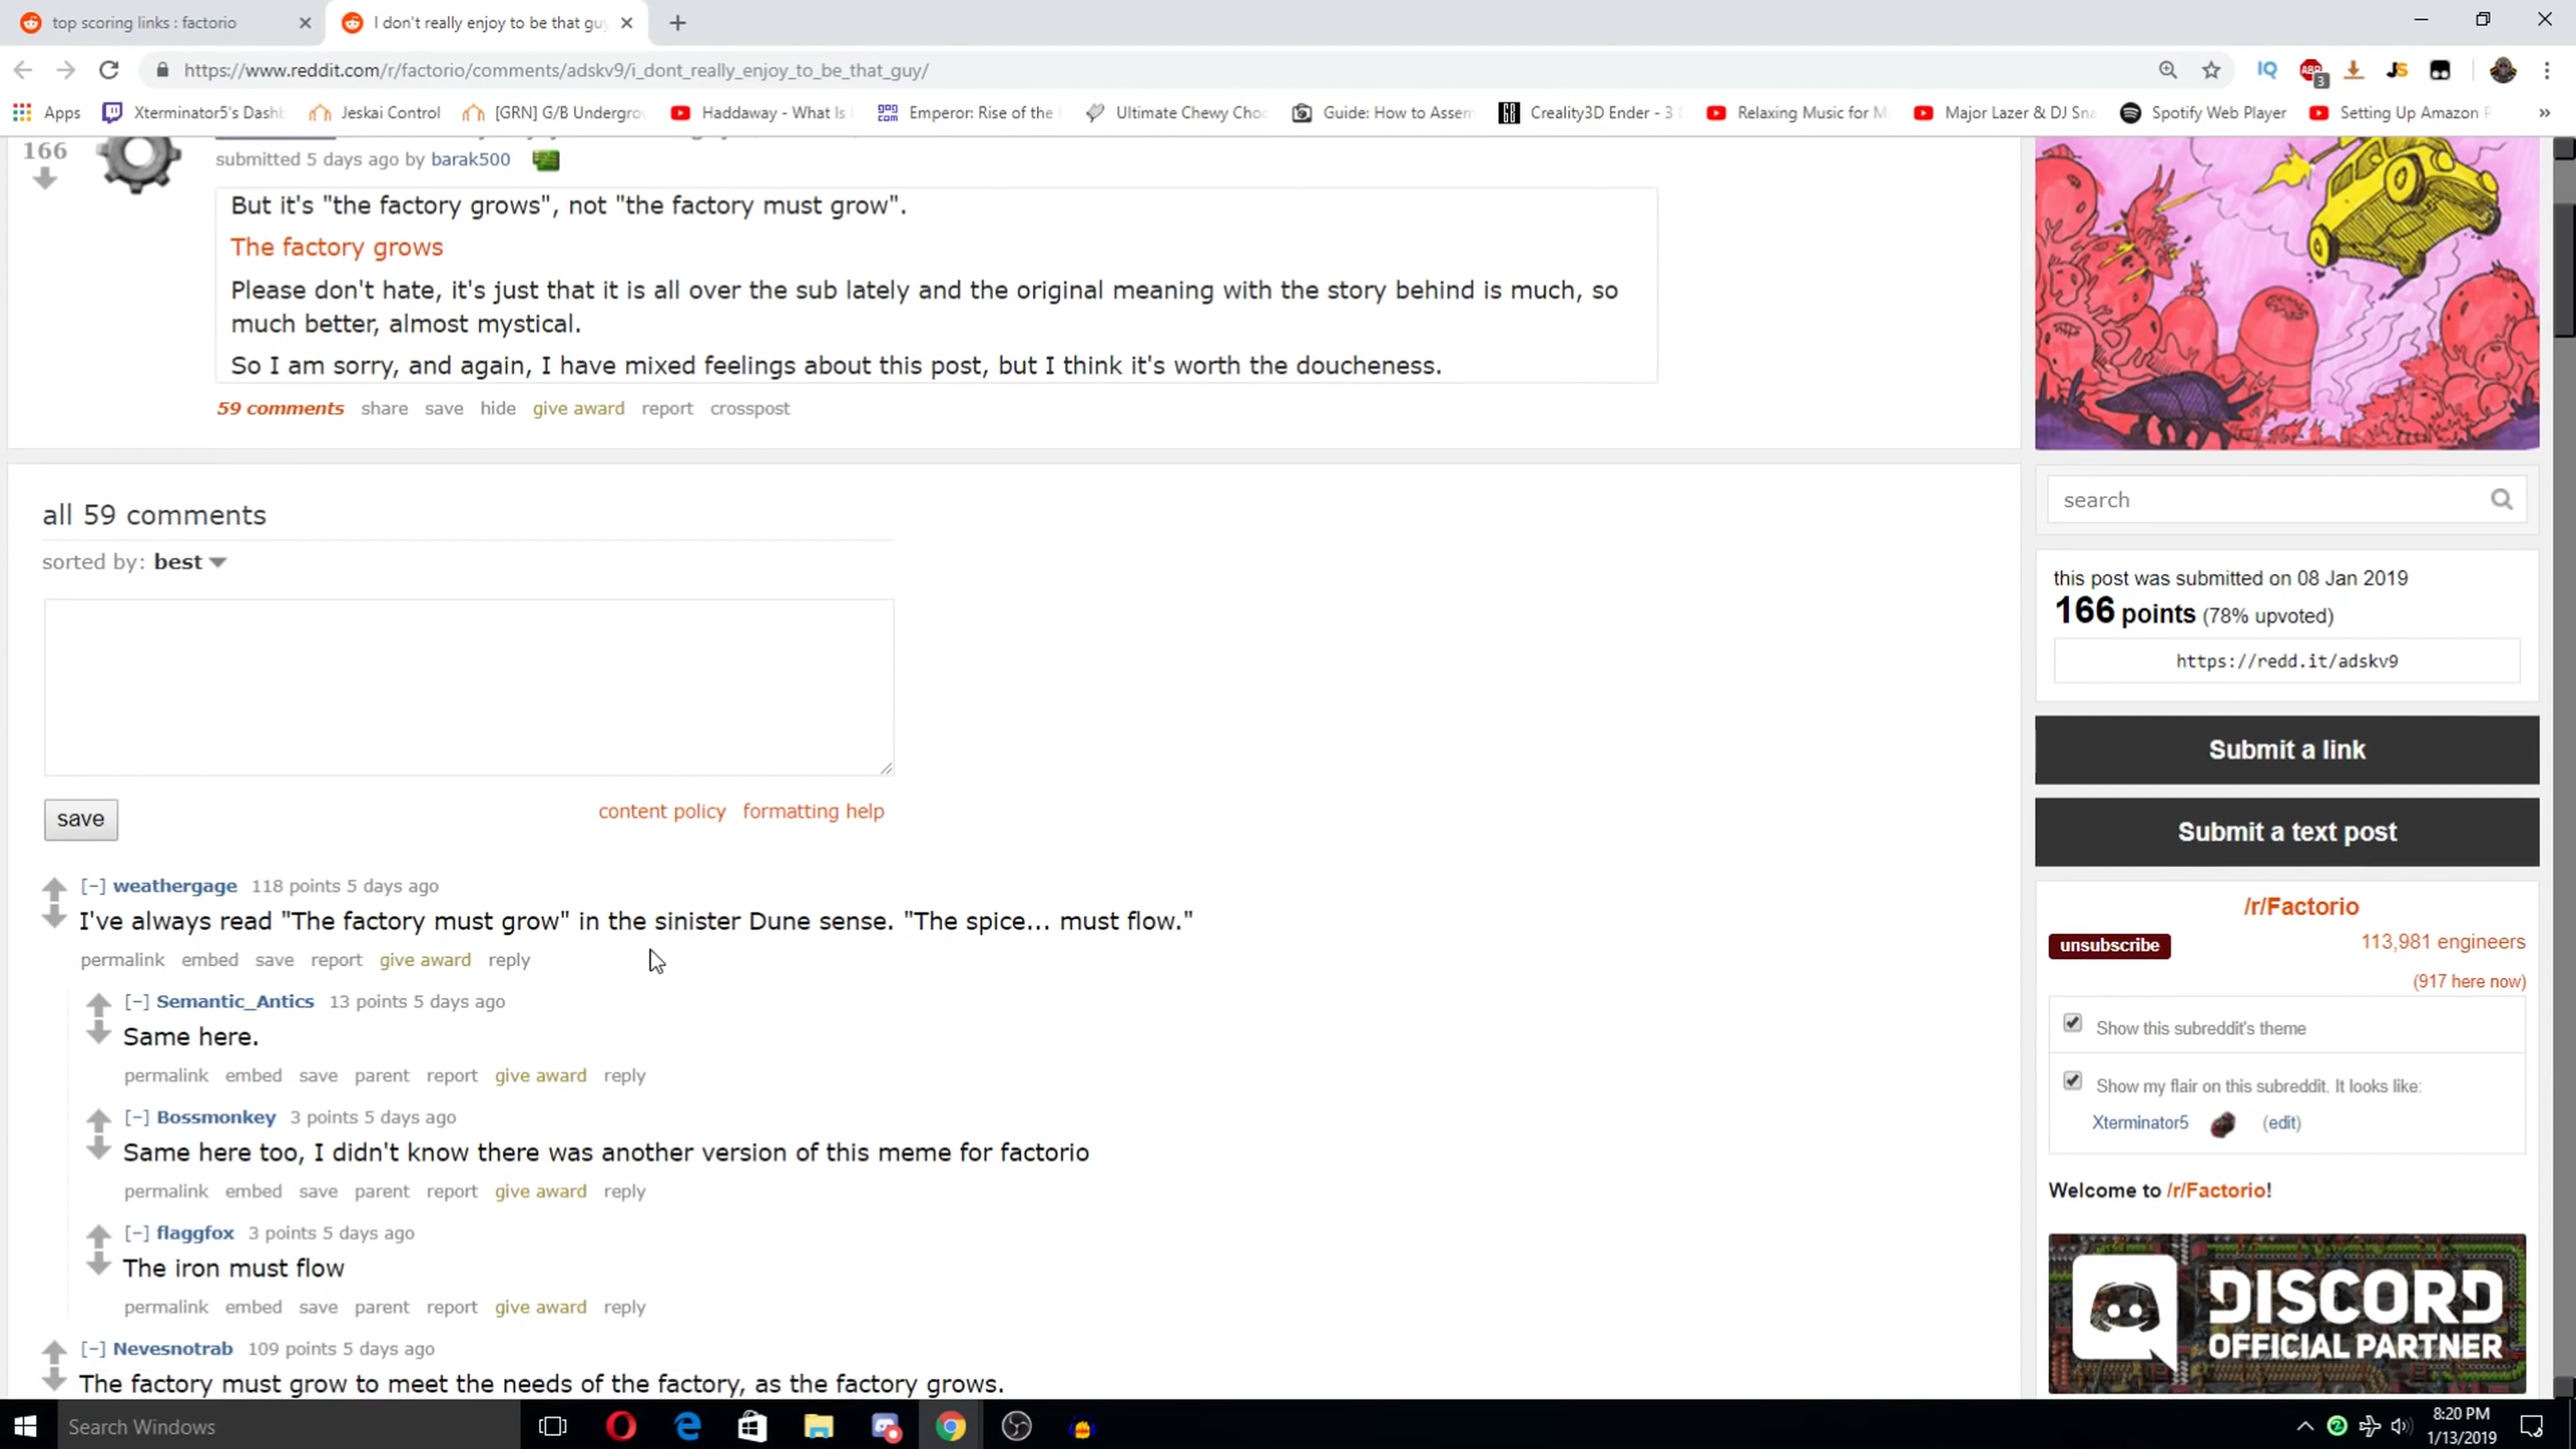 top scoring links : factorio
I don't really enjoy to be that guy
https://www.reddit.com/r/factorio/comments/adskv9/i_dont_really_enjoy_to_be_that_guy/
IQ
ABP
3
JS
Apps
Xterminator5's Dashb
Jeskai Control
[GRN] G/B Undergro
Haddaway - What Is
gog com
Emperor: Rise of the
Ultimate Chewy Choc
Guide: How to Assem
Creality3D Ender - 3
Relaxing Music for M
Major Lazer & DJ Sna
Spotify Web Player
Setting Up Amazon
166
submitted 5 days ago by barak500
But it's "the factory grows", not "the factory must grow".
The factory grows
Please don't hate, it's just that it is all over the sub lately and the original meaning with the story behind is much, so
much better, almost mystical.
So I am sorry, and again, I have mixed feelings about this post, but I think it's worth the doucheness.
59 comments share save hide give award report crosspost
all 59 comments
sorted by: best
save
content policy formatting help
[−] weathergage 118 points 5 days ago
I've always read "The factory must grow" in the sinister Dune sense. "The spice... must flow."
permalink embed save report give award reply
[−] Semantic_Antics 13 points 5 days ago
Same here.
permalink embed save parent report give award reply
[−] Bossmonkey 3 points 5 days ago
Same here too, I didn't know there was another version of this meme for factorio
permalink embed save parent report give award reply
[−] flaggfox 3 points 5 days ago
The iron must flow
permalink embed save parent report give award reply
[−] Nevesnotrab 109 points 5 days ago
The factory must grow to meet the needs of the factory, as the factory grows.
search
this post was submitted on 08 Jan 2019
166 points (78% upvoted)
https://redd.it/adskv9
Submit a link
Submit a text post
/r/Factorio
unsubscribe
113,981 engineers
(917 here now)
Show this subreddit's theme
Show my flair on this subreddit. It looks like:
Xterminator5 (edit)
Welcome to /r/Factorio!
DISCORD
OFFICIAL PARTNER
Search Windows
8:20 PM
1/13/2019